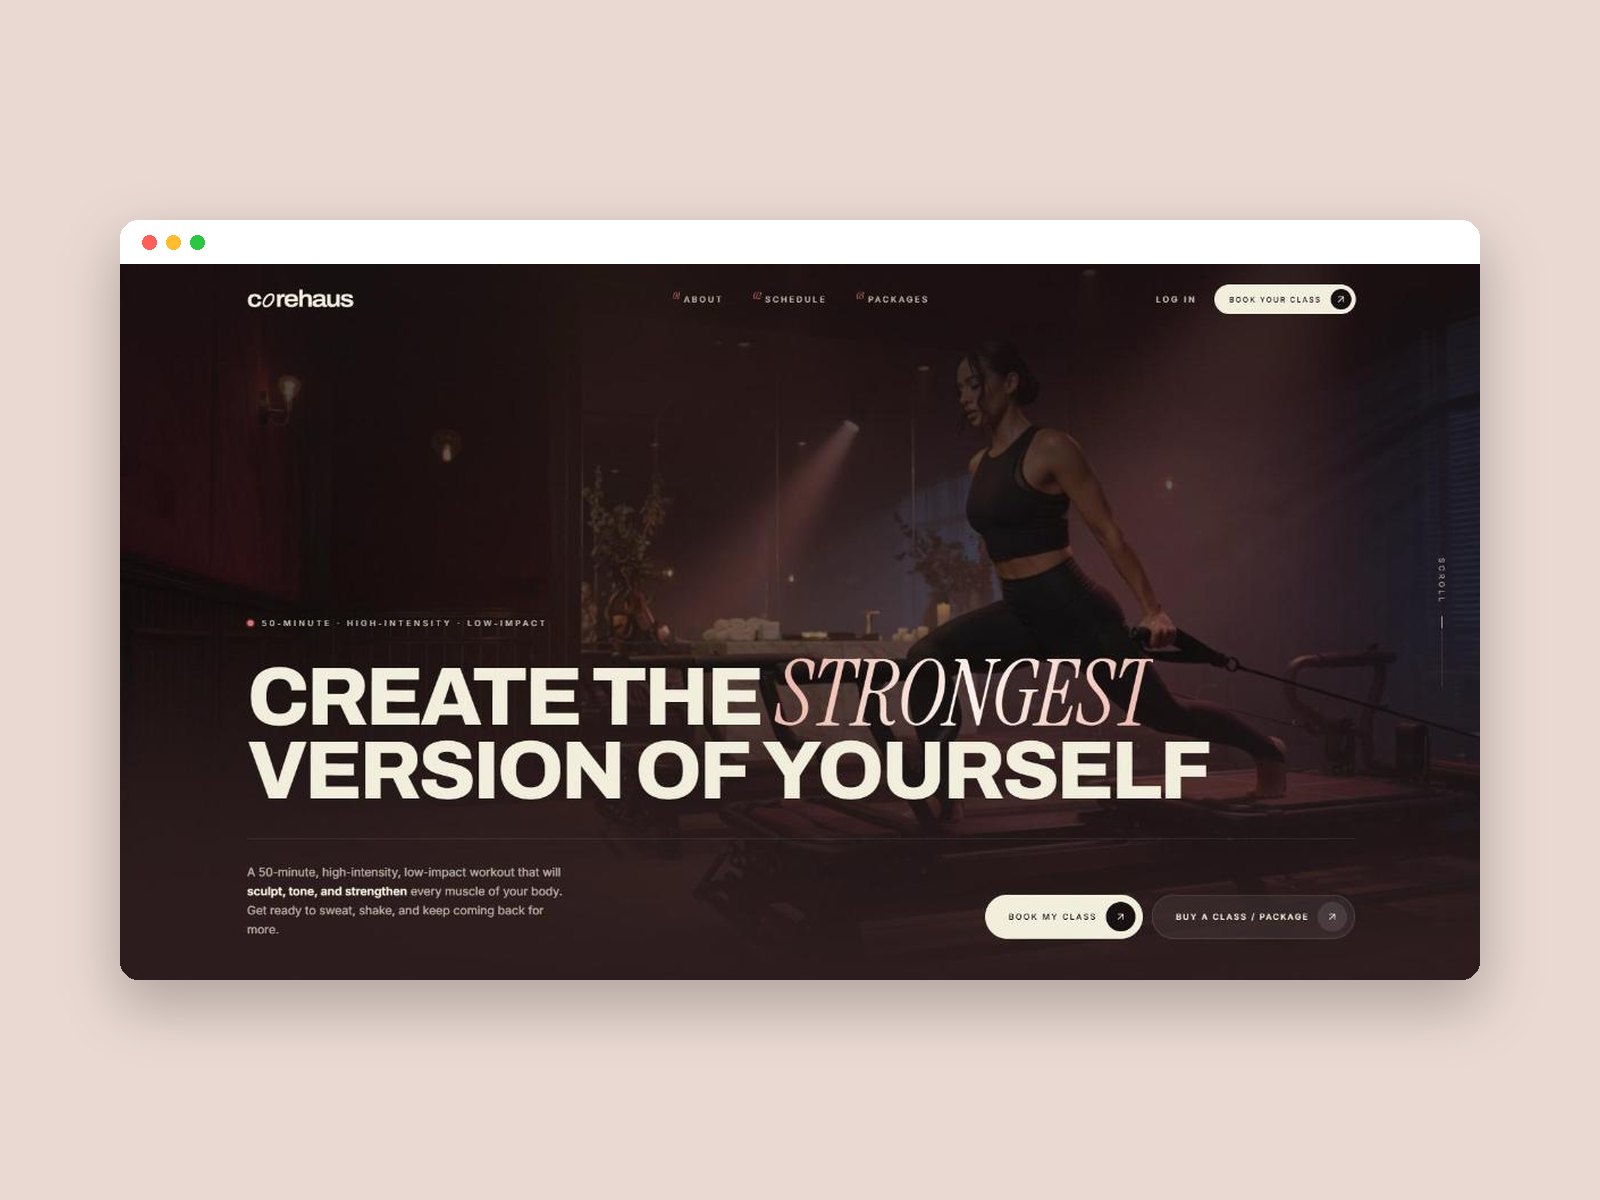 corehaus
01 ABOUT
02 SCHEDULE
03 PACKAGES
LOG IN
BOOK YOUR CLASS
SCROLL
50-MINUTE · HIGH-INTENSITY · LOW-IMPACT
CREATE THE STRONGEST
VERSION OF YOURSELF
A 50-minute, high-intensity, low-impact workout that will
sculpt, tone, and strengthen every muscle of your body.
Get ready to sweat, shake, and keep coming back for
more.
BOOK MY CLASS
BUY A CLASS / PACKAGE